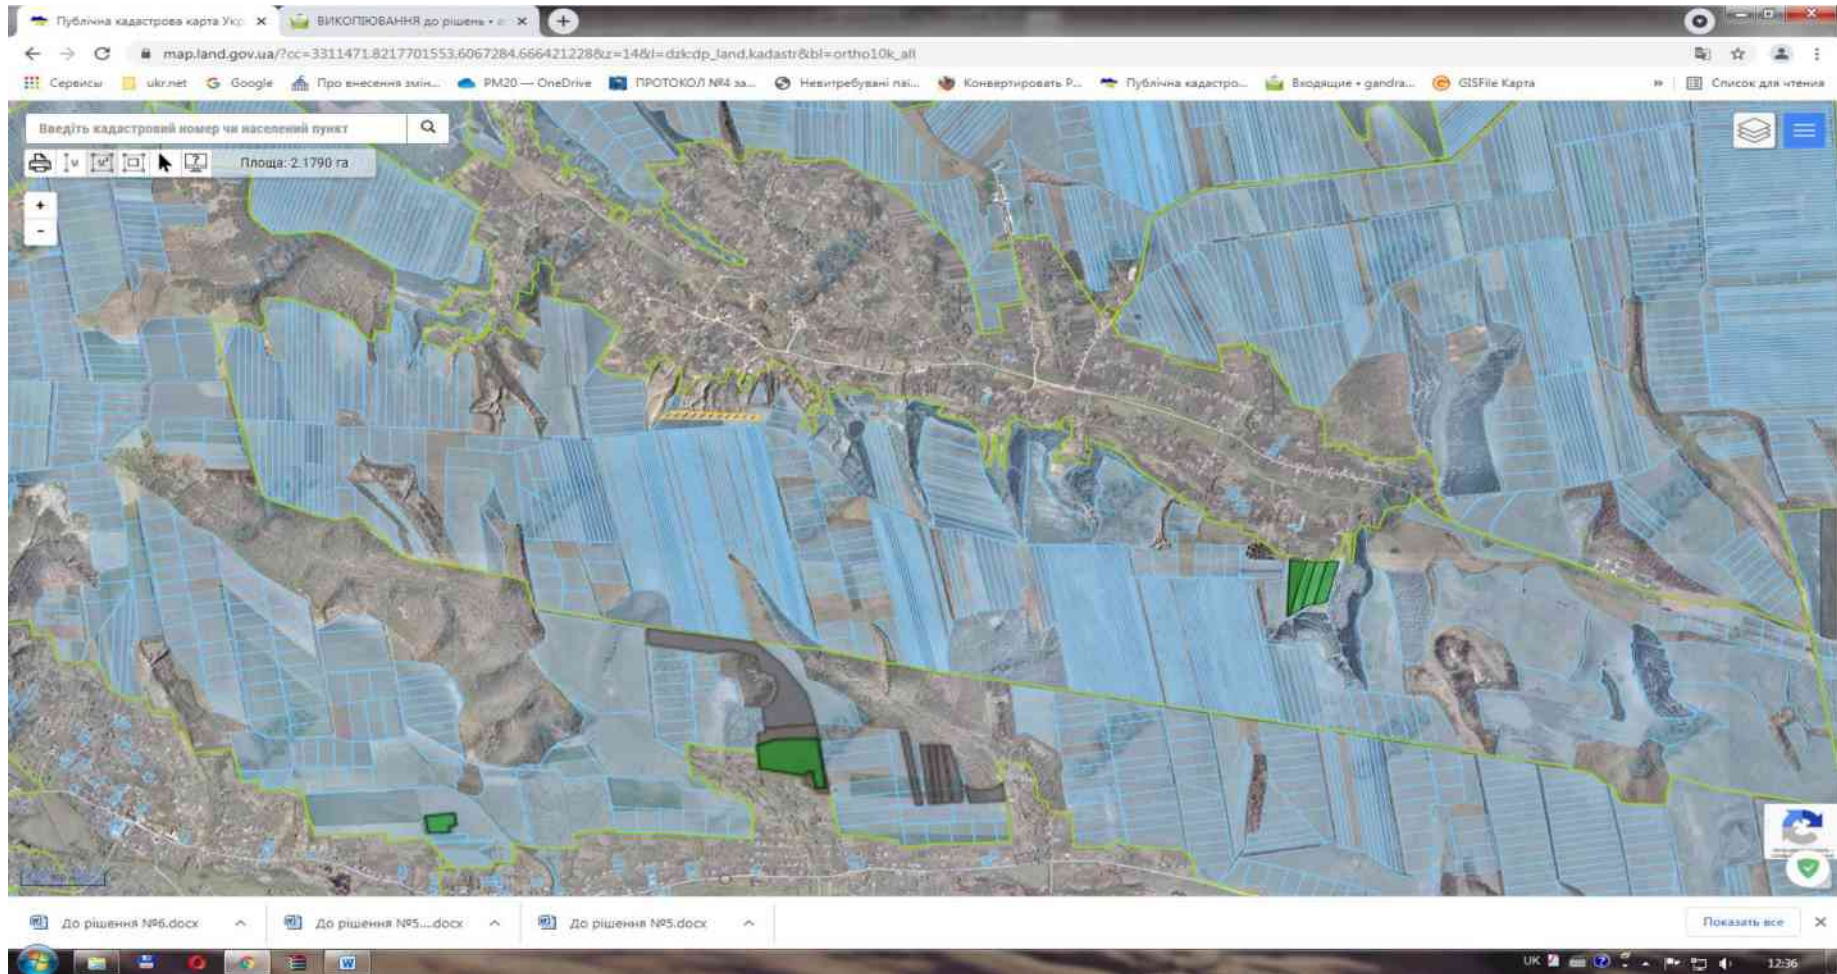 Публічна кадастрова карта Укр
ВИКОПІЮВАННЯ до рішень •
map.land.gov.ua/?cc=3311471.8217701553,6067284.666421228&z=14&l=dzk:dp_land,kadastr&bl=ortho10k_all
Сервисы
ukr.net
Google
Про внесення змін...
PM20 — OneDrive
ПРОТОКОЛ №4 за...
Невитребувані паї...
Конвертировать P...
Публічна кадастро...
Входящие • gandra...
GISFile Карта
»
Список для чтения
Введіть кадастровий номер чи населений пункт
Площа: 2.1790 га
+
-
До рішення №6.docx
До рішення №5....docx
До рішення №5.docx
Показать все
UK
12:36